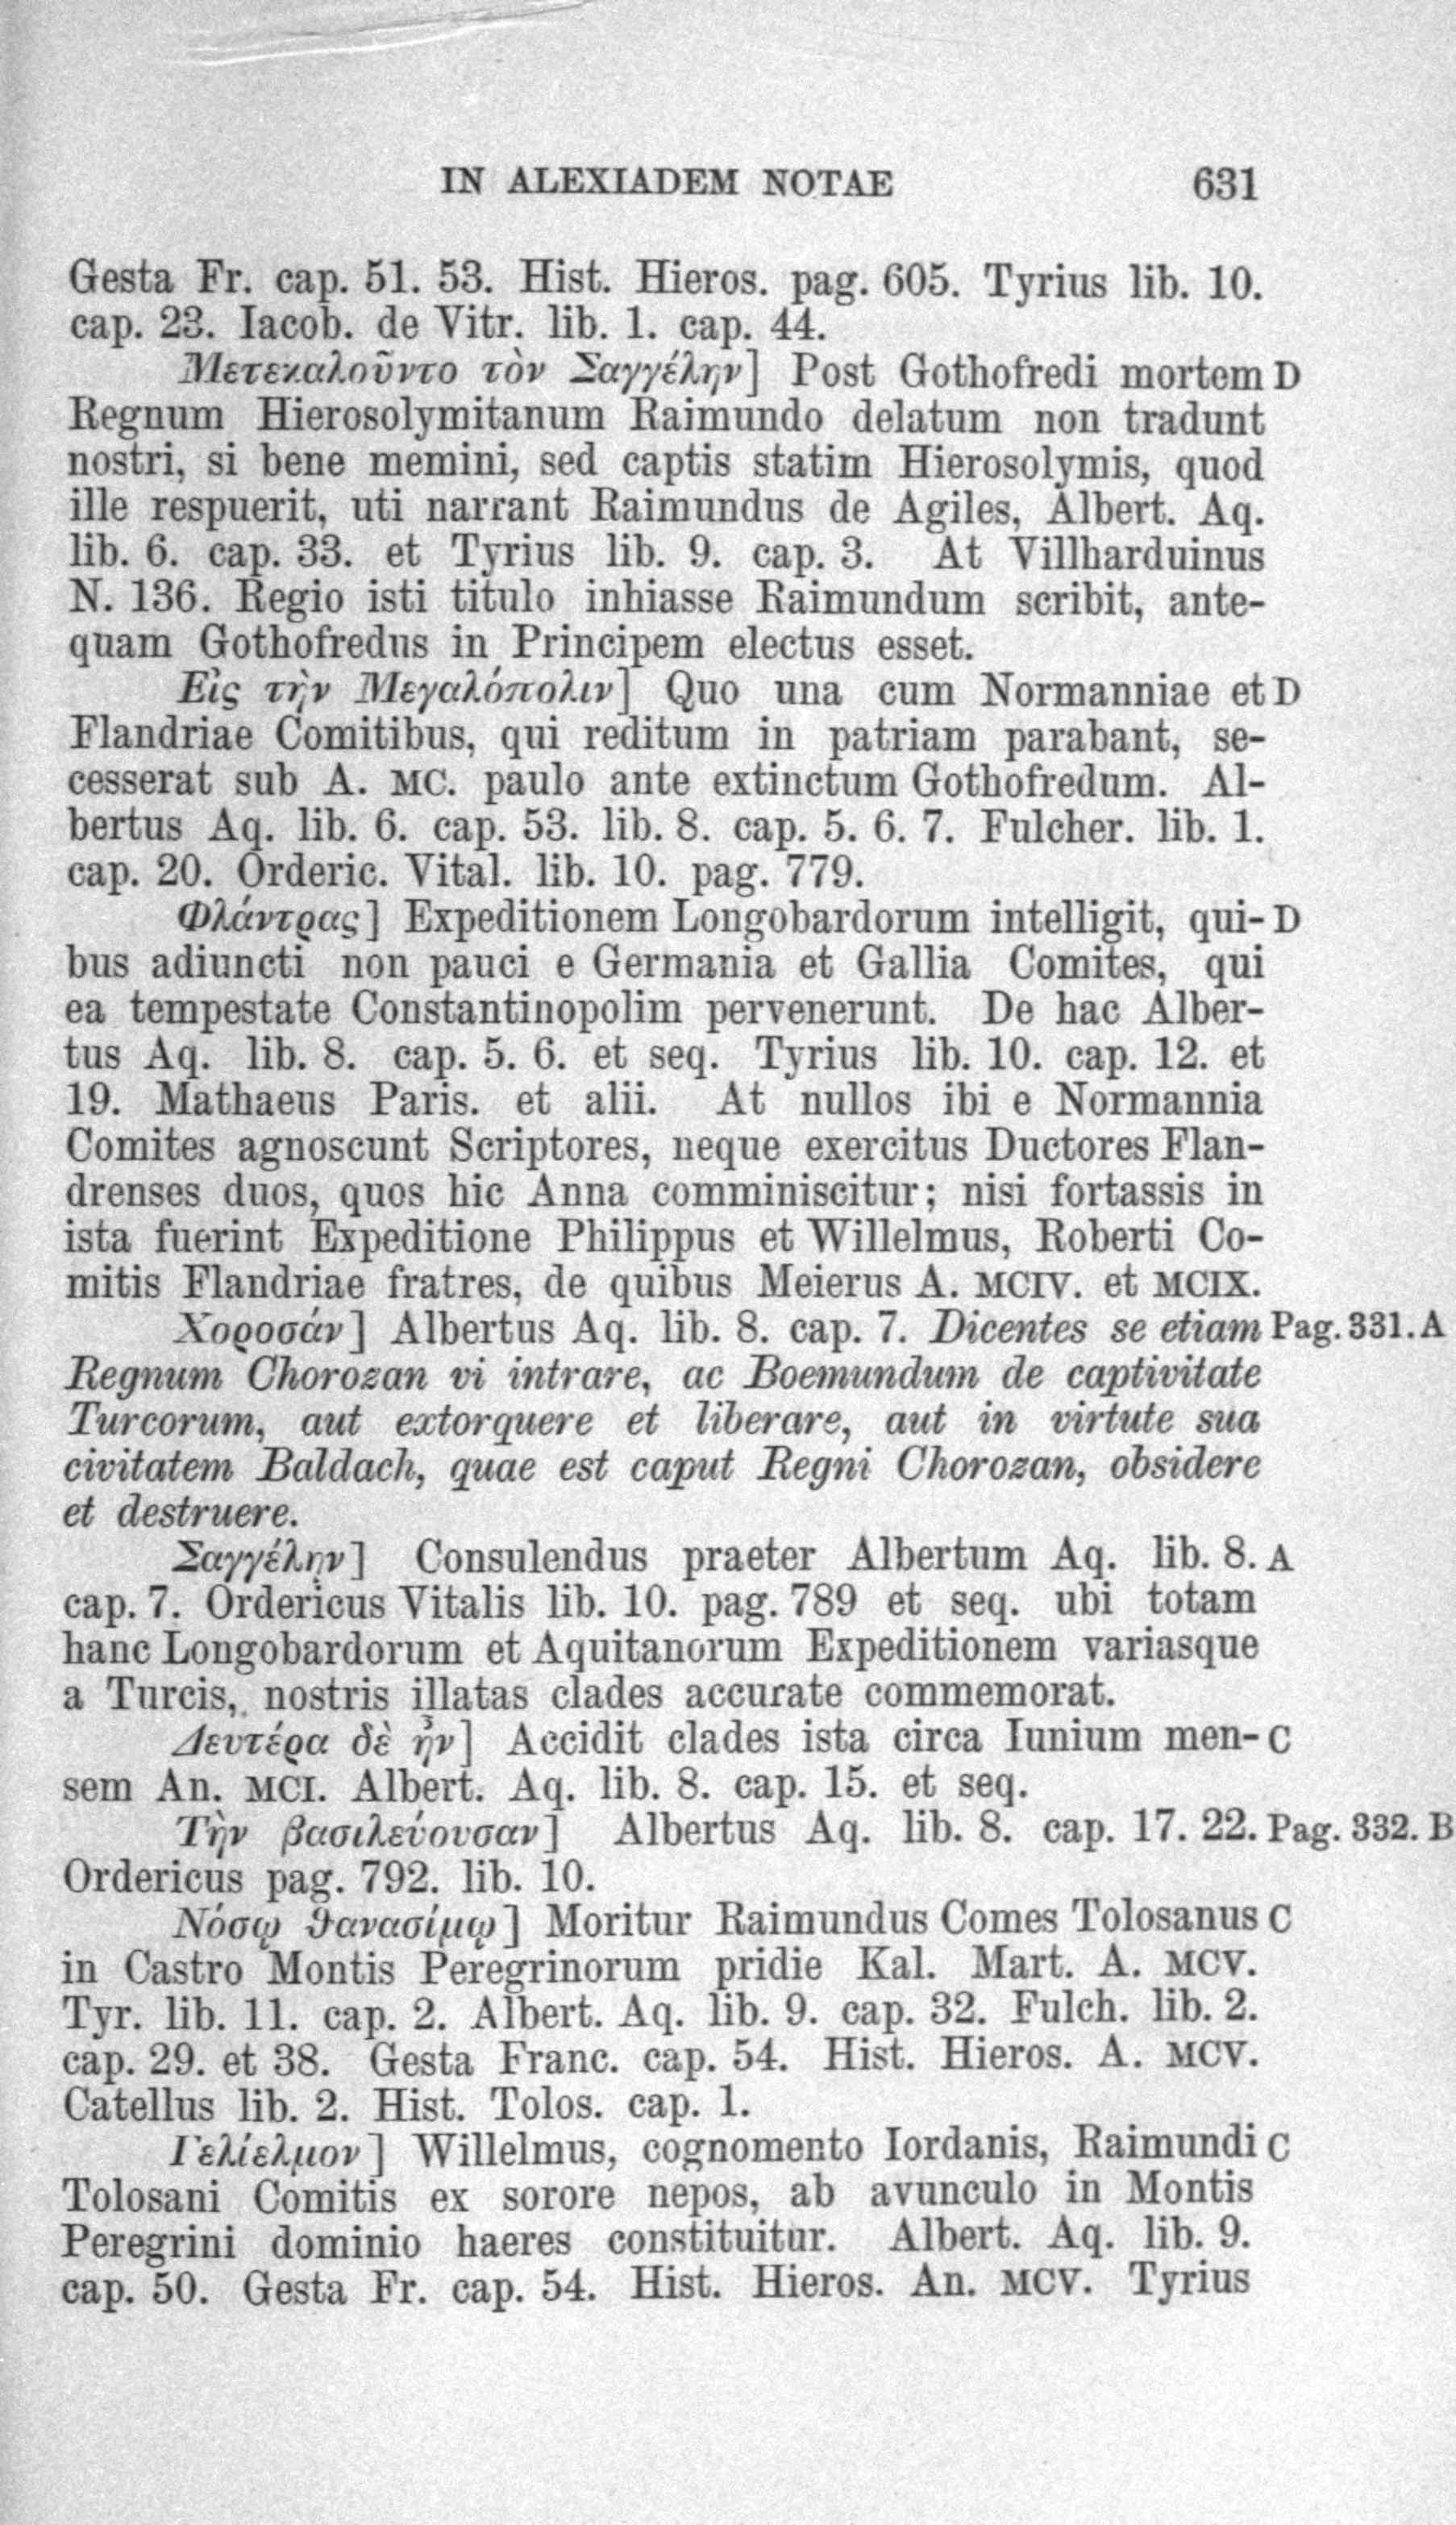 IN ALEXIADEM NOTAE 631
Gesta Fr. cap. 51. 53. Hist. Hieros. pag. 605. Tyrius lib. 10.
cap. 23. Iacob. de Vitr. lib. 1. cap. 44.
Μετεκαλοῦντο τὸν Σαγγέλην] Post Gothofredi mortem D
Regnum Hierosolymitanum Raimundo delatum non tradunt
nostri, si bene memini, sed captis statim Hierosolymis, quod
ille respuerit, uti narrant Raimundus de Agiles, Albert. Aq.
lib. 6. cap. 33. et Tyrius lib. 9. cap. 3. At Villharduinus
N. 136. Regio isti titulo inhiasse Raimundum scribit, ante-
quam Gothofredus in Principem electus esset.
Εἰς τὴν Μεγαλόπολιν] Quo una cum Normanniae et D
Flandriae Comitibus, qui reditum in patriam parabant, se-
cesserat sub A. MC. paulo ante extinctum Gothofredum. Al-
bertus Aq. lib. 6. cap. 53. lib. 8. cap. 5. 6. 7. Fulcher. lib. 1.
cap. 20. Orderic. Vital. lib. 10. pag. 779.
Φλάντρας] Expeditionem Longobardorum intelligit, qui- D
bus adiuncti non pauci e Germania et Gallia Comites, qui
ea tempestate Constantinopolim pervenerunt. De hac Alber-
tus Aq. lib. 8. cap. 5. 6. et seq. Tyrius lib. 10. cap. 12. et
19. Mathaeus Paris. et alii. At nullos ibi e Normannia
Comites agnoscunt Scriptores, neque exercitus Ductores Flan-
drenses duos, quos hic Anna comminiscitur; nisi fortassis in
ista fuerint Expeditione Philippus et Willelmus, Roberti Co-
mitis Flandriae fratres, de quibus Meierus A. MCIV. et MCIX.
Χοροσάν] Albertus Aq. lib. 8. cap. 7. Dicentes se etiam Pag. 331. A
Regnum Chorozan vi intrare, ac Boemundum de captivitate
Turcorum, aut extorquere et liberare, aut in virtute sua
civitatem Baldach, quae est caput Regni Chorozan, obsidere
et destruere.
Σαγγέλην] Consulendus praeter Albertum Aq. lib. 8. A
cap. 7. Ordericus Vitalis lib. 10. pag. 789 et seq. ubi totam
hanc Longobardorum et Aquitanorum Expeditionem variasque
a Turcis, nostris illatas clades accurate commemorat.
Δευτέρα δὲ ἦν] Accidit clades ista circa Iunium men- C
sem An. MCI. Albert. Aq. lib. 8. cap. 15. et seq.
Τὴν βασιλεύουσαν] Albertus Aq. lib. 8. cap. 17. 22. Pag. 332. B
Ordericus pag. 792. lib. 10.
Νόσῳ ϑανασίμῳ] Moritur Raimundus Comes Tolosanus C
in Castro Montis Peregrinorum pridie Kal. Mart. A. MCV.
Tyr. lib. 11. cap. 2. Albert. Aq. lib. 9. cap. 32. Fulch. lib. 2.
cap. 29. et 38. Gesta Franc. cap. 54. Hist. Hieros. A. MCV.
Catellus lib. 2. Hist. Tolos. cap. 1.
Γελίελμον] Willelmus, cognomento Iordanis, Raimundi C
Tolosani Comitis ex sorore nepos, ab avunculo in Montis
Peregrini dominio haeres constituitur. Albert. Aq. lib. 9.
cap. 50. Gesta Fr. cap. 54. Hist. Hieros. An. MCV. Tyrius